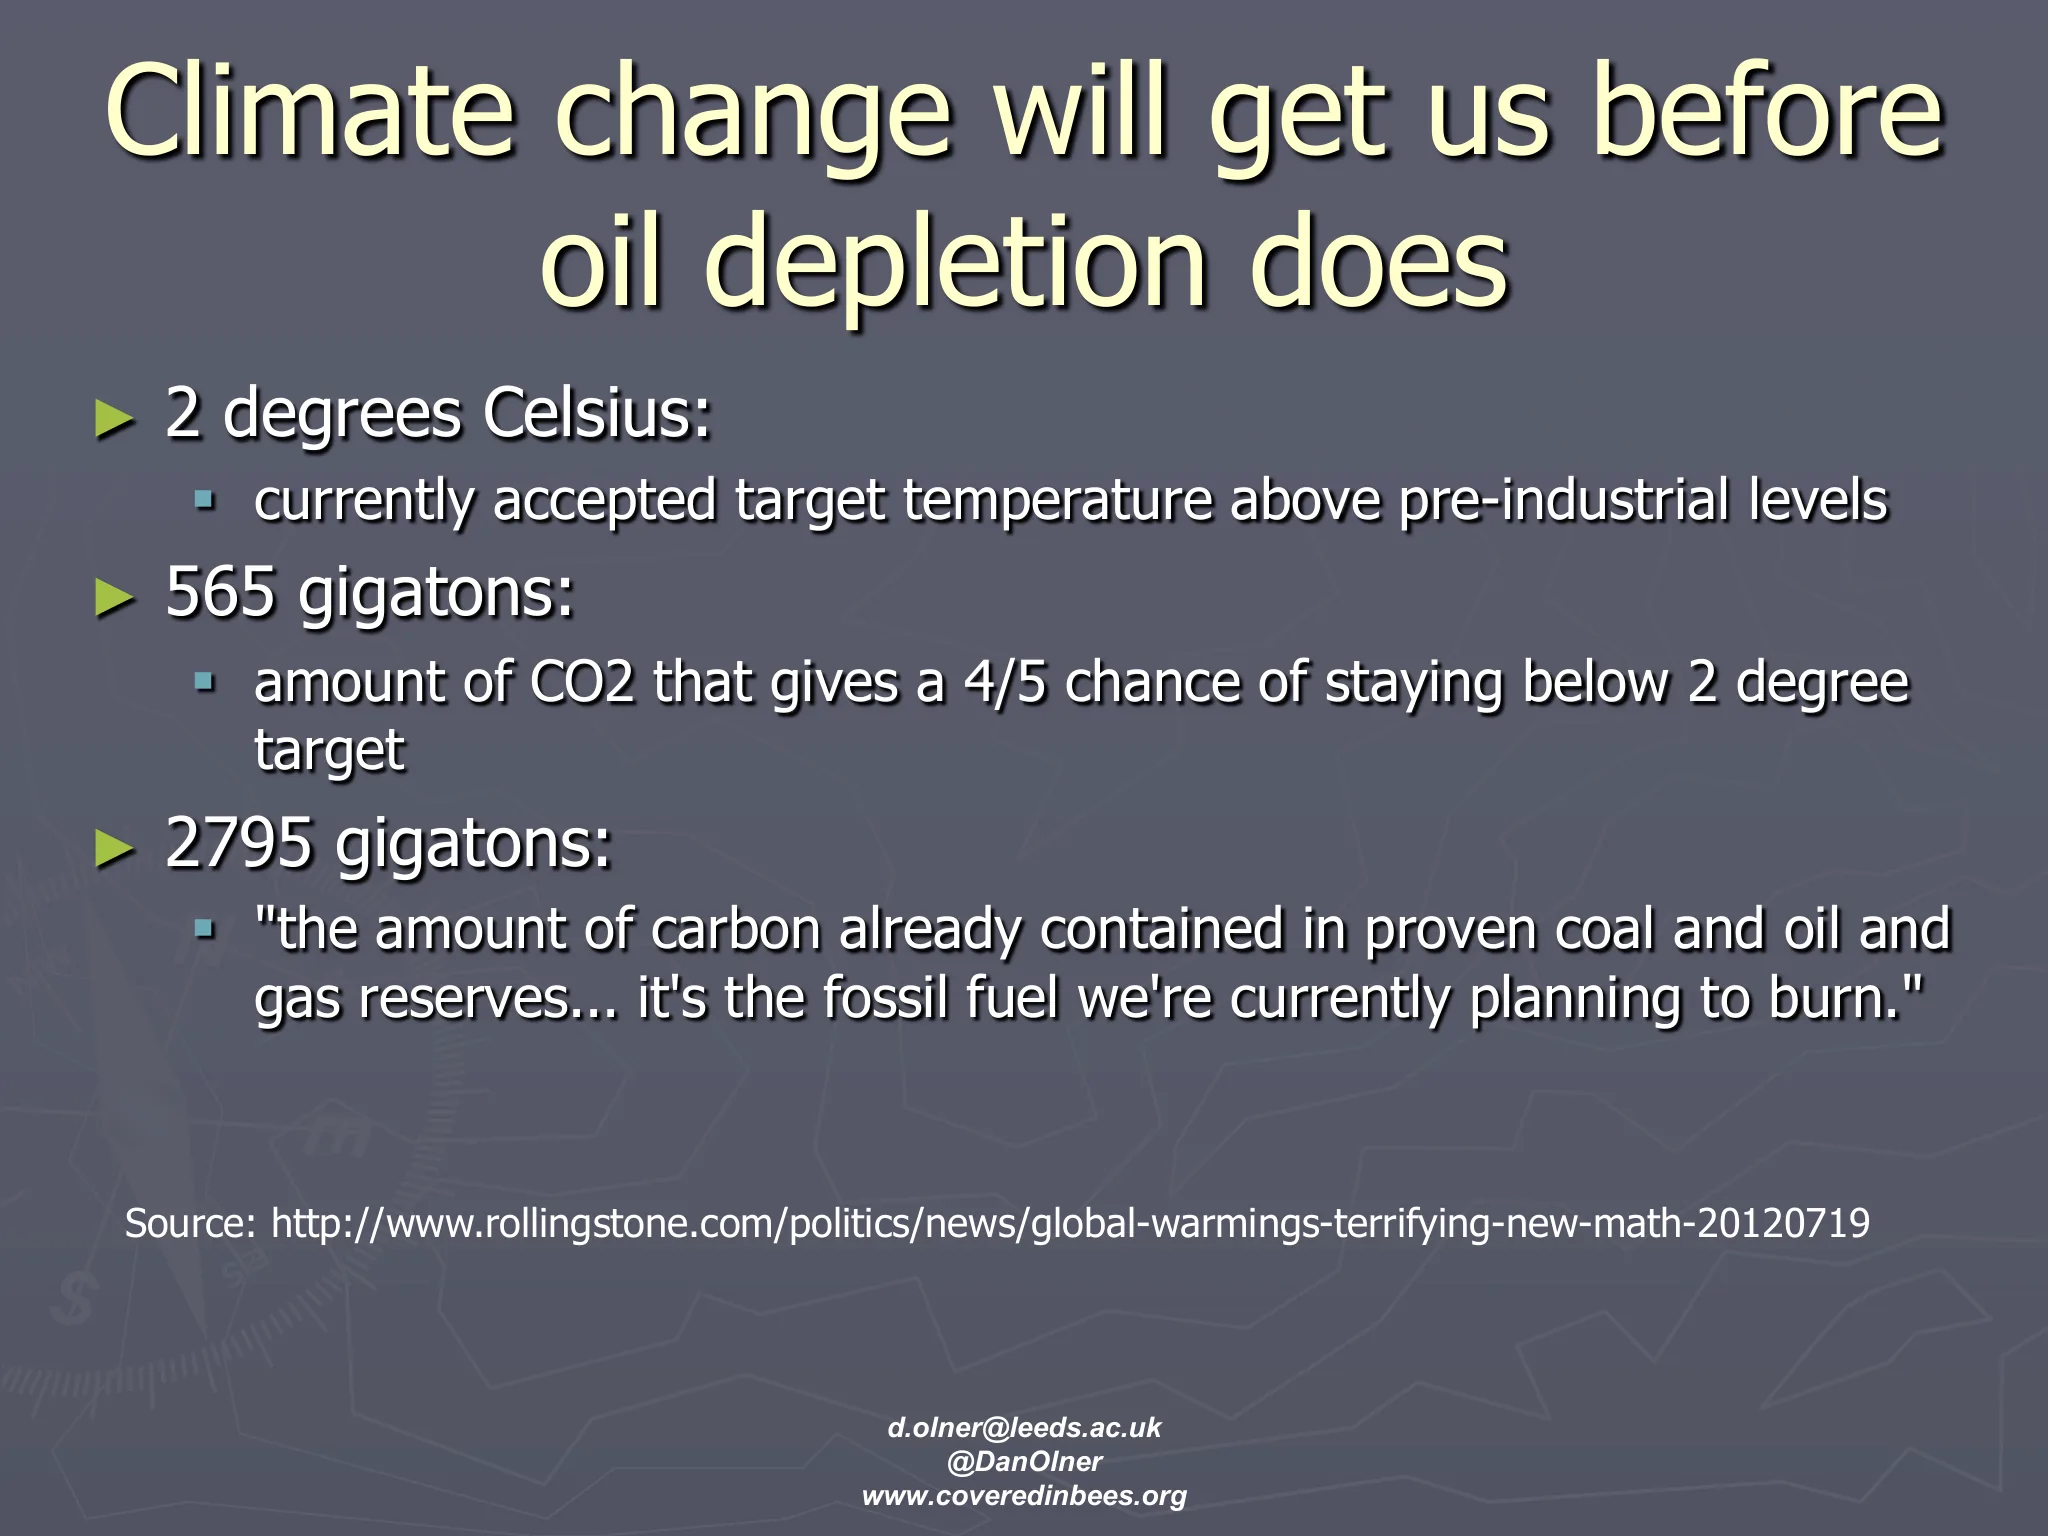 Climate change will get us before
oil depletion does
► 2 degrees Celsius:
▪ currently accepted target temperature above pre-industrial levels
► 565 gigatons:
▪ amount of CO2 that gives a 4/5 chance of staying below 2 degree
target
► 2795 gigatons:
▪ "the amount of carbon already contained in proven coal and oil and
gas reserves... it's the fossil fuel we're currently planning to burn."
Source: http://www.rollingstone.com/politics/news/global-warmings-terrifying-new-math-20120719
d.olner@leeds.ac.uk
@DanOlner
www.coveredinbees.org